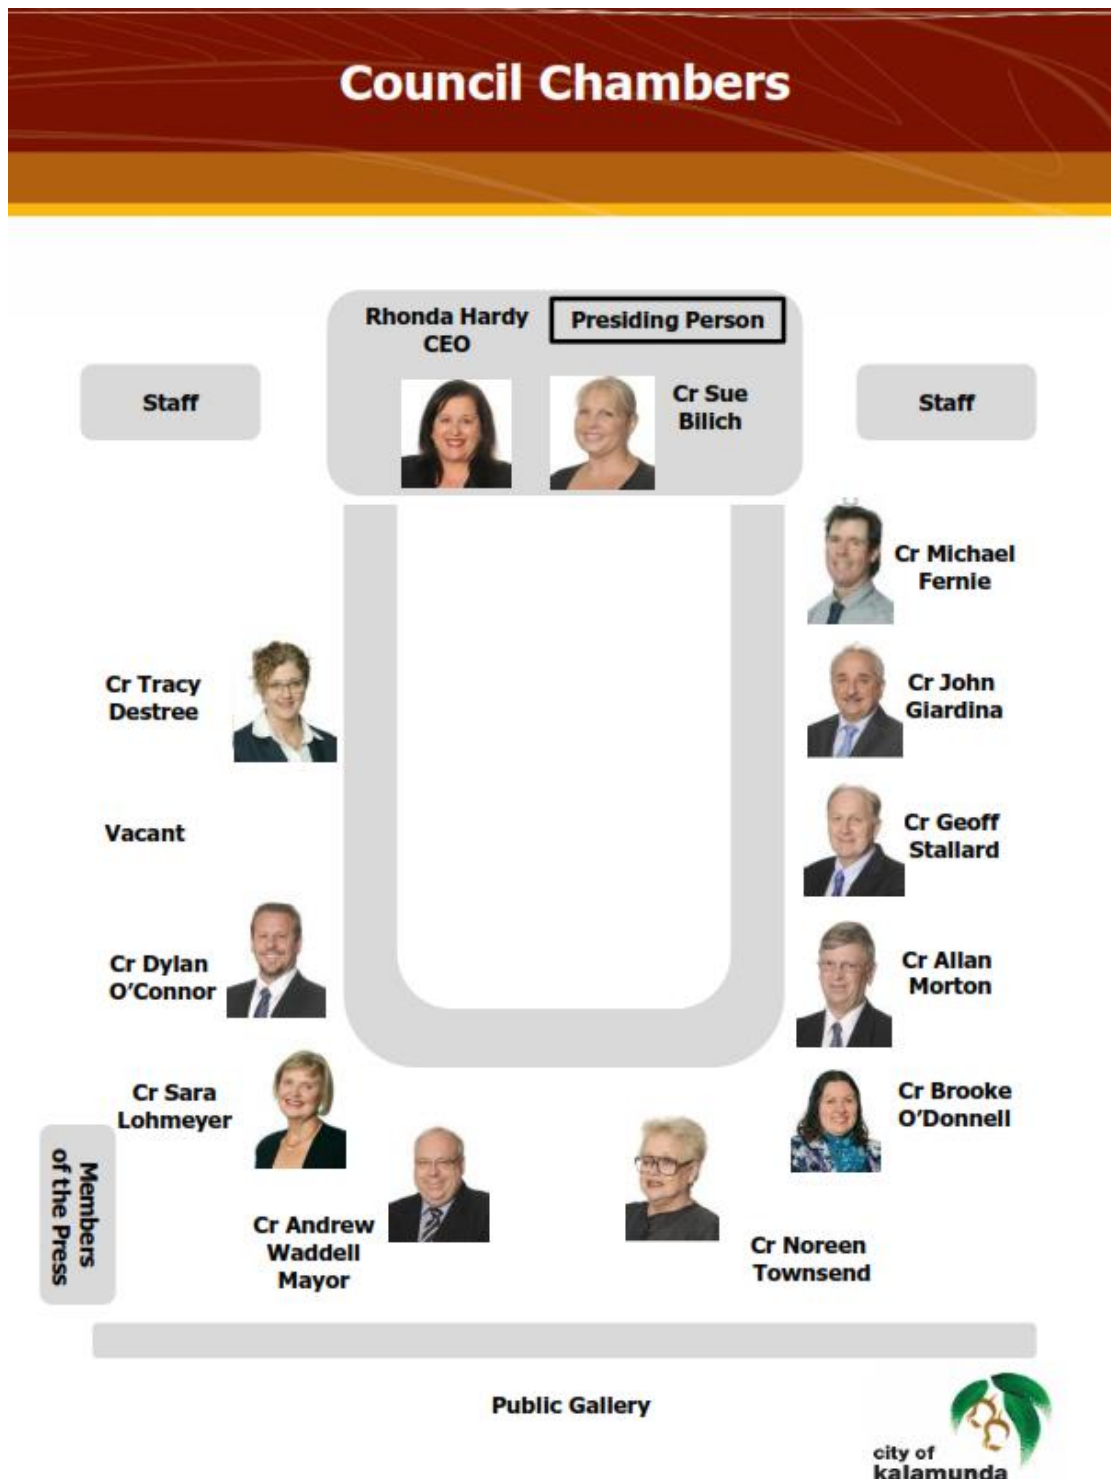 Council Chambers
Rhonda Hardy
CEO
Presiding Person
Cr Sue
Bilich
Staff
Staff
Cr Michael
Fernie
Cr Tracy
Destree
Cr John
Giardina
Vacant
Cr Geoff
Stallard
Cr Dylan
O'Connor
Cr Allan
Morton
Cr Sara
Lohmeyer
Cr Brooke
O'Donnell
Members
of the Press
Cr Andrew
Waddell
Mayor
Cr Noreen
Townsend
Public Gallery
city of
kalamunda